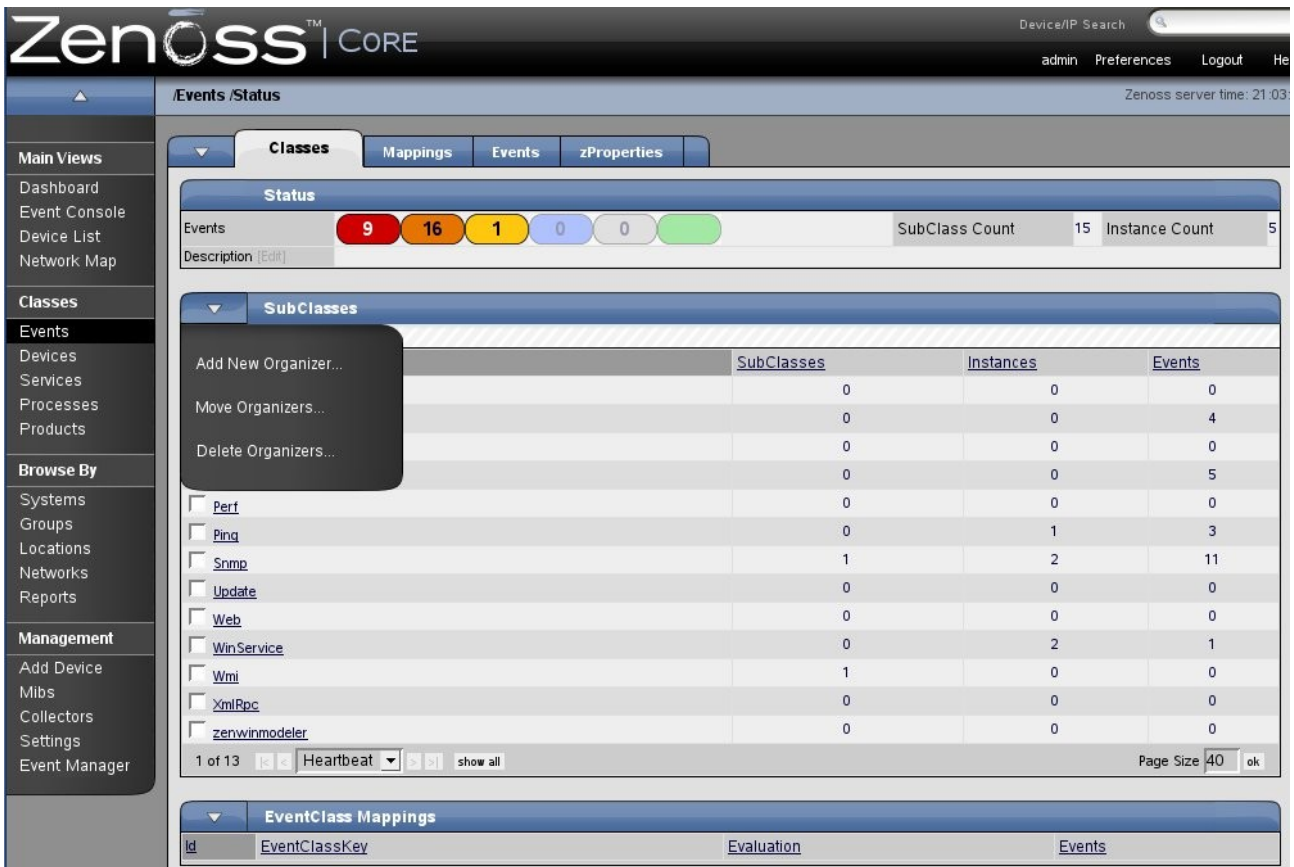 Zenoss™ | CORE
Device/IP Search
admin Preferences Logout He
/Events /Status
Zenoss server time: 21:03:
Main Views
Dashboard
Event Console
Device List
Network Map
Classes
Events
Devices
Services
Processes
Products
Browse By
Systems
Groups
Locations
Networks
Reports
Management
Add Device
Mibs
Collectors
Settings
Event Manager
Classes Mappings Events zProperties
Status
Events 9 16 1 0 0 SubClass Count 15 Instance Count 5
Description [Edit]
SubClasses
Add New Organizer...
Move Organizers...
Delete Organizers...
SubClasses Instances Events
0 0 0
0 0 4
0 0 0
0 0 5
Perf 0 0 0
Ping 0 1 3
Snmp 1 2 11
Update 0 0 0
Web 0 0 0
WinService 0 2 1
Wmi 1 0 0
XmlRpc 0 0 0
zenwinmodeler 0 0 0
1 of 13 |< < Heartbeat > >| show all Page Size 40 ok
EventClass Mappings
Id EventClassKey Evaluation Events